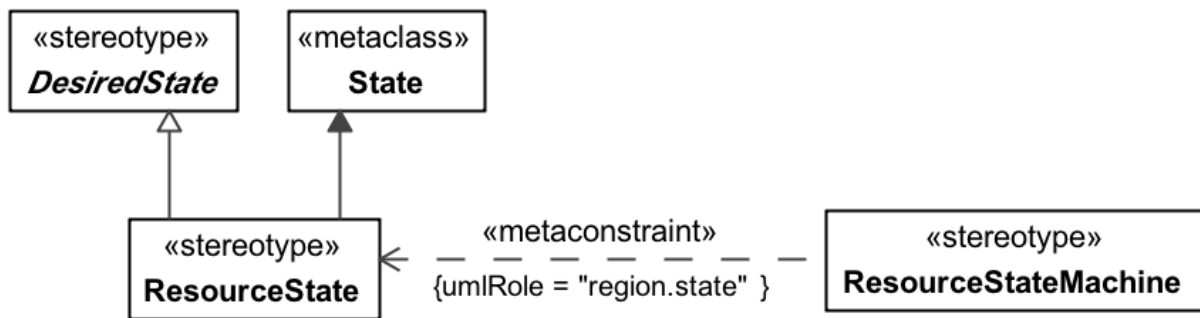 «stereotype»
DesiredState
«metaclass»
State
«stereotype»
ResourceState
«metaconstraint»
{umlRole = "region.state" }
«stereotype»
ResourceStateMachine